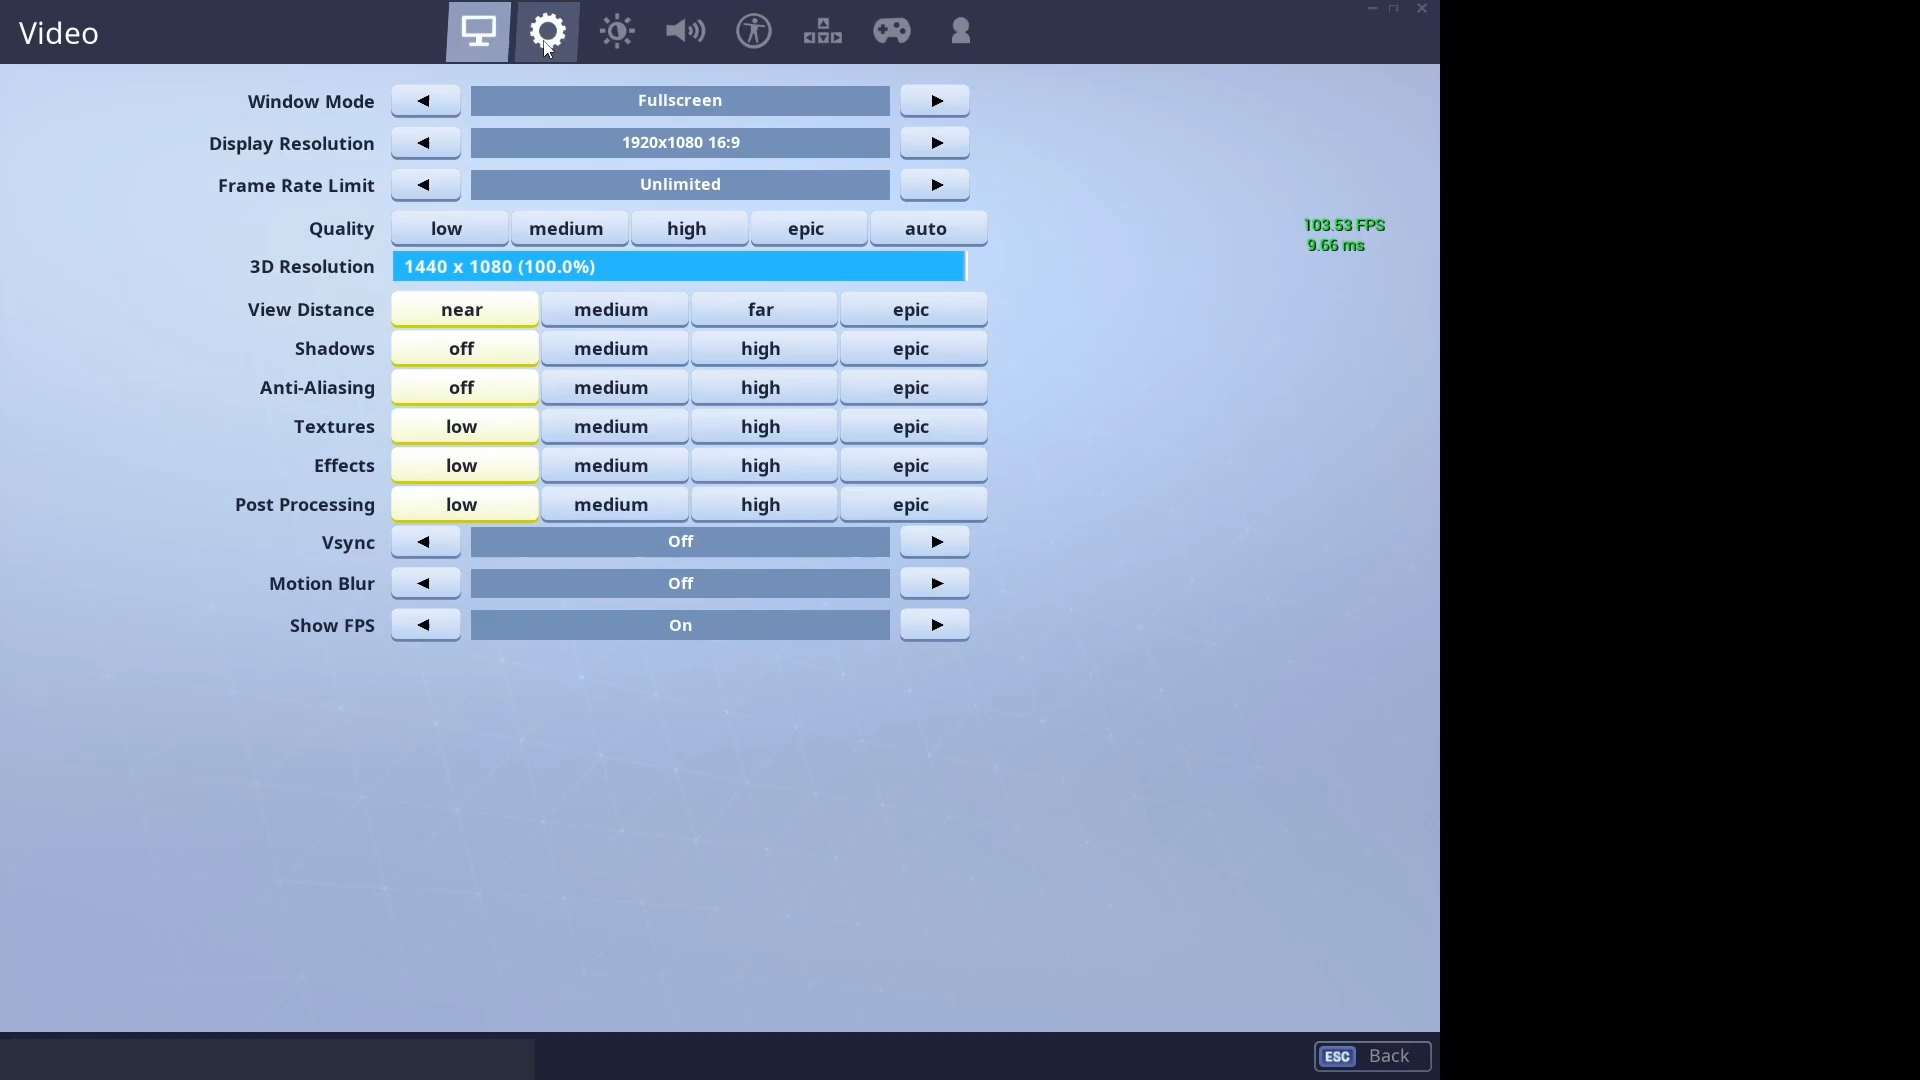 Video
Window Mode Fullscreen
Display Resolution 1920x1080 16:9
Frame Rate Limit Unlimited
Quality low medium high epic auto
103.53 FPS
9.66 ms
3D Resolution 1440 x 1080 (100.0%)
View Distance near medium far epic
Shadows off medium high epic
Anti-Aliasing off medium high epic
Textures low medium high epic
Effects low medium high epic
Post Processing low medium high epic
Vsync Off
Motion Blur Off
Show FPS On
ESC Back